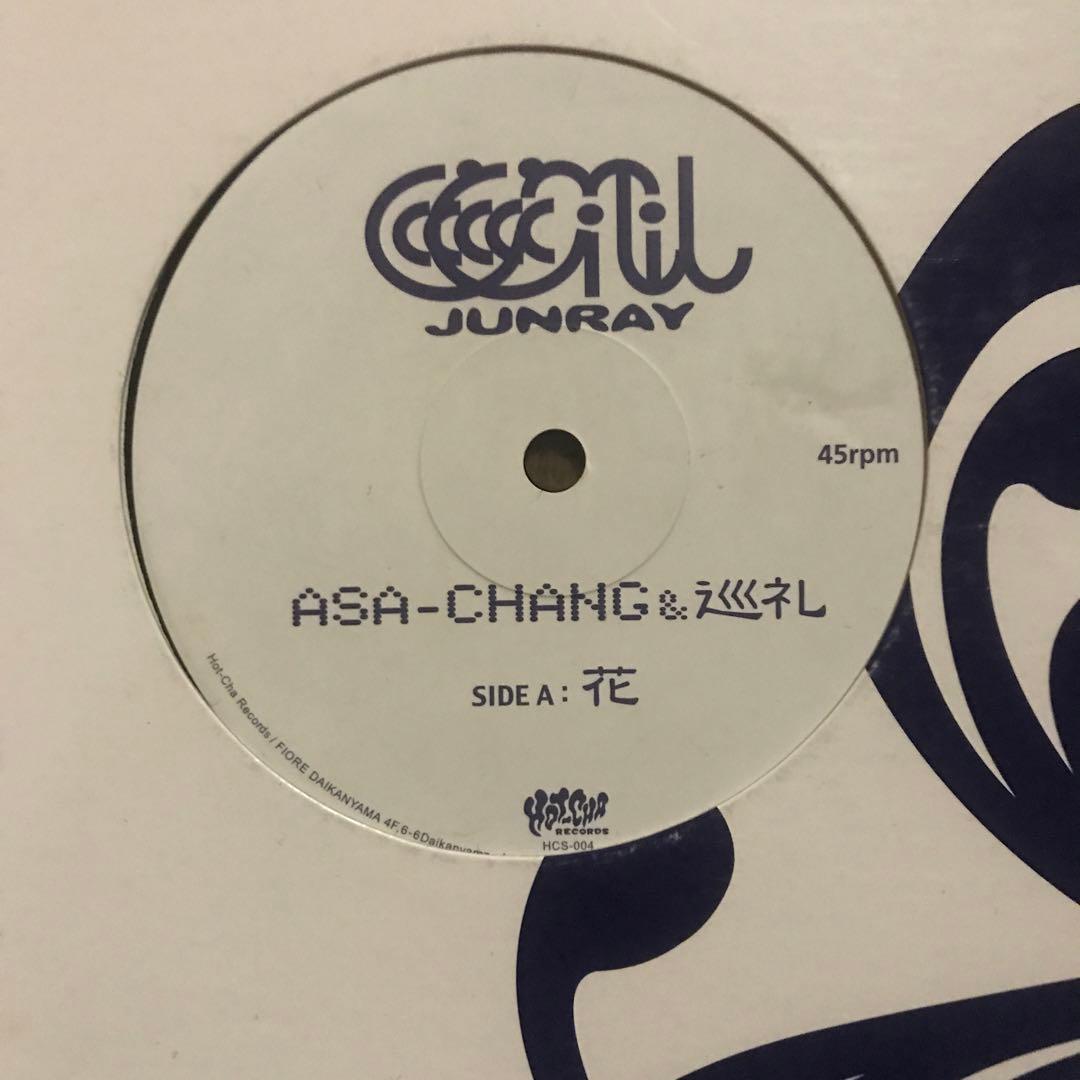 JUNRAY
45rpm
ASA-CHANG & 巡礼
SIDE A : 花
Hot-Cha Records / FIORE DAIKANYAMA 4F,6-6Daikanyama
HOT-CHA
RECORDS
HCS-004